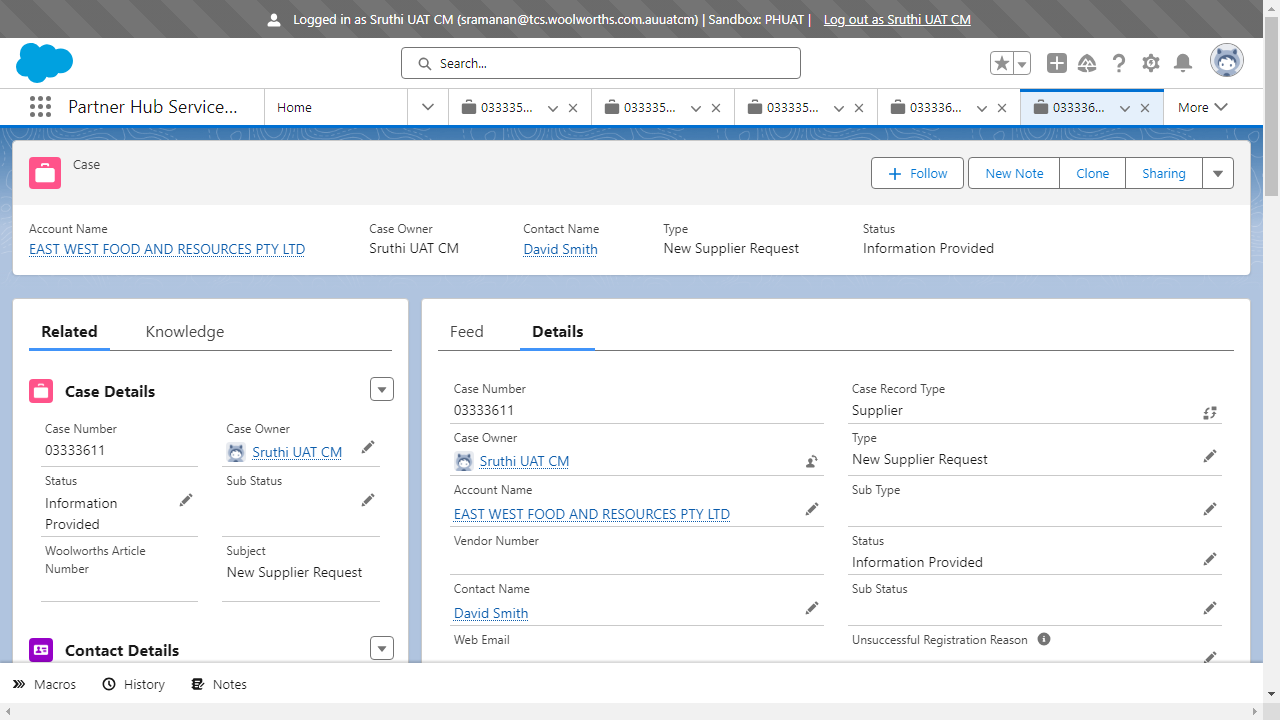 Logged in as Sruthi UAT CM (sramanan@tcs.woolworths.com.auuatcm) | Sandbox: PHUAT | Log out as Sruthi UAT CM
Search...
Partner Hub Service... Home 033335... 033335... 033335... 033336... 033336... More
Case
Follow New Note Clone Sharing
Account Name Case Owner Contact Name Type Status
EAST WEST FOOD AND RESOURCES PTY LTD Sruthi UAT CM David Smith New Supplier Request Information Provided
Related Knowledge
Case Details
Case Number Case Owner
03333611 Sruthi UAT CM
Status Sub Status
Information
Provided
Woolworths Article Subject
Number New Supplier Request
Contact Details
Feed Details
Case Number Case Record Type
03333611 Supplier
Case Owner Type
Sruthi UAT CM New Supplier Request
Account Name Sub Type
EAST WEST FOOD AND RESOURCES PTY LTD
Vendor Number Status
Information Provided
Contact Name Sub Status
David Smith
Web Email Unsuccessful Registration Reason
Macros History Notes